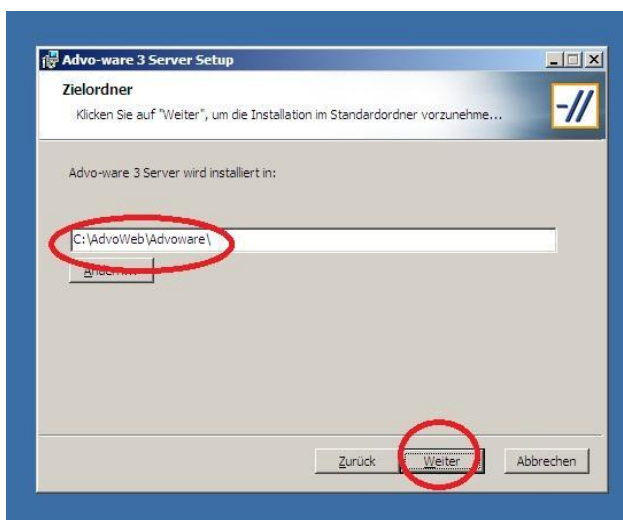 Advo-ware 3 Server Setup
Zielordner
Klicken Sie auf "Weiter", um die Installation im Standardordner vorzunehme...
Advo-ware 3 Server wird installiert in:
C:\AdvoWeb\Advoware\
Ändern...
Zurück Weiter Abbrechen